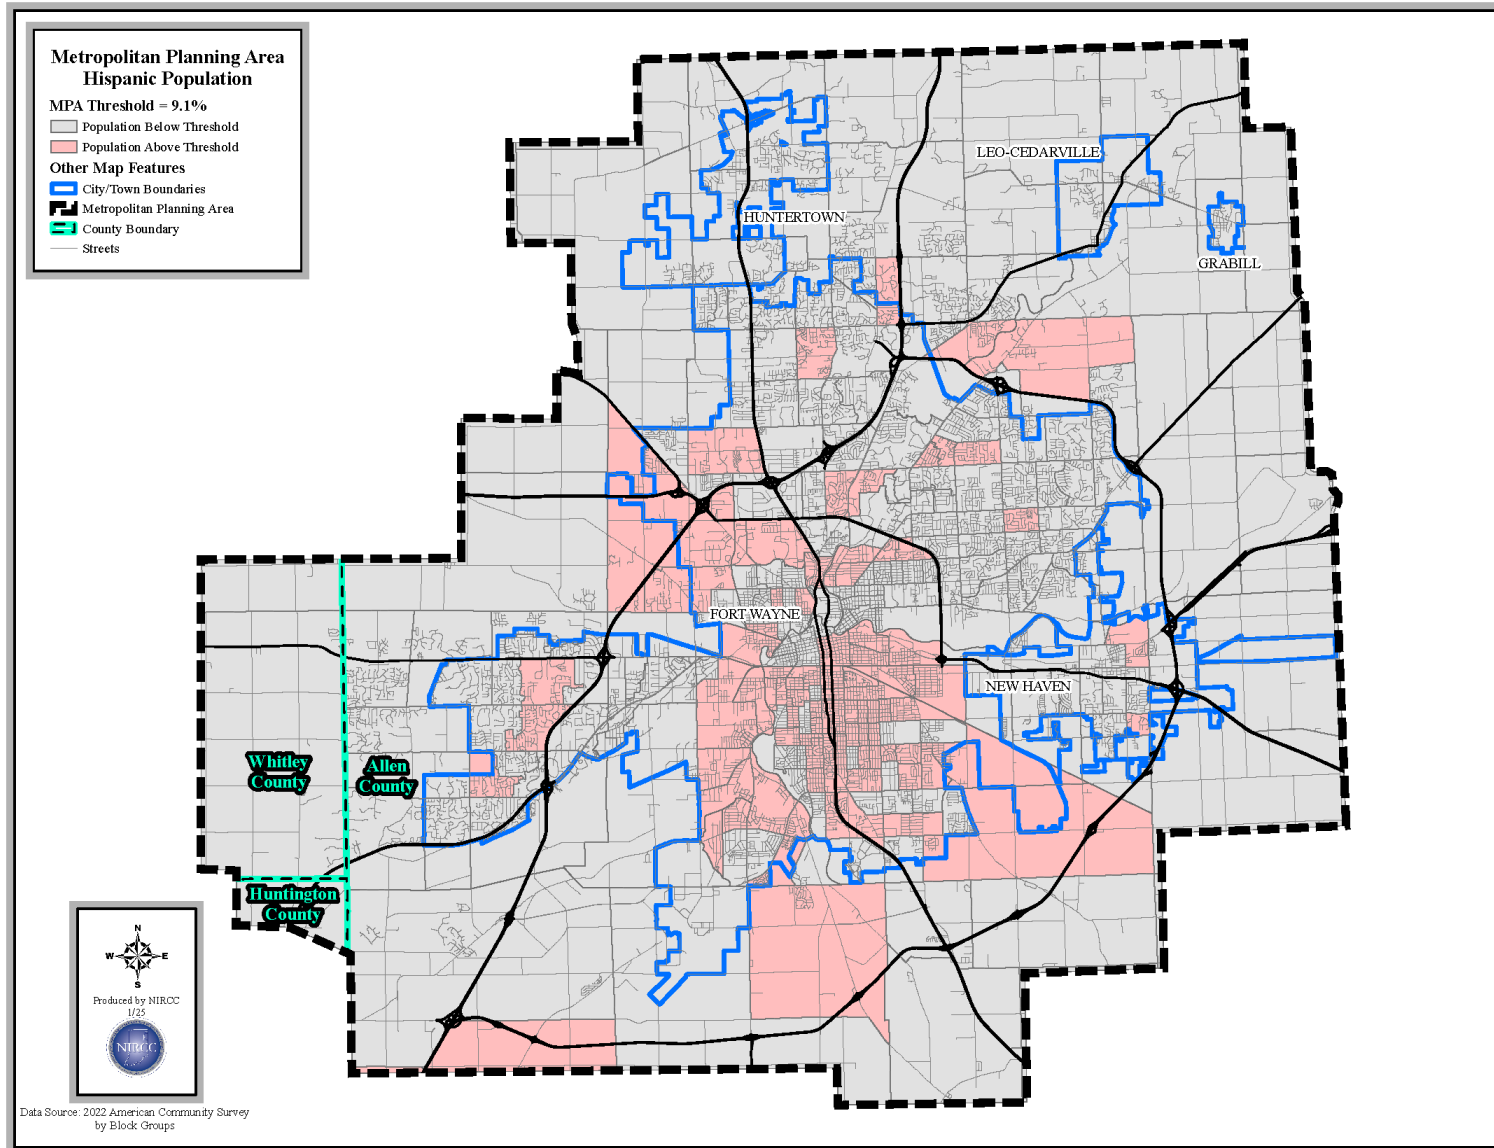 Metropolitan Planning Area
Hispanic Population
MPA Threshold = 9.1%
Population Below Threshold
Population Above Threshold
Other Map Features
City/Town Boundaries
Metropolitan Planning Area
County Boundary
Streets
LEO-CEDARVILLE
HUNTERTOWN
GRABILL
FORT WAYNE
NEW HAVEN
Whitley
County
Allen
County
Huntington
County
N
W
E
S
Produced by NIRCC
1/25
NIRCC
Data Source: 2022 American Community Survey
by Block Groups